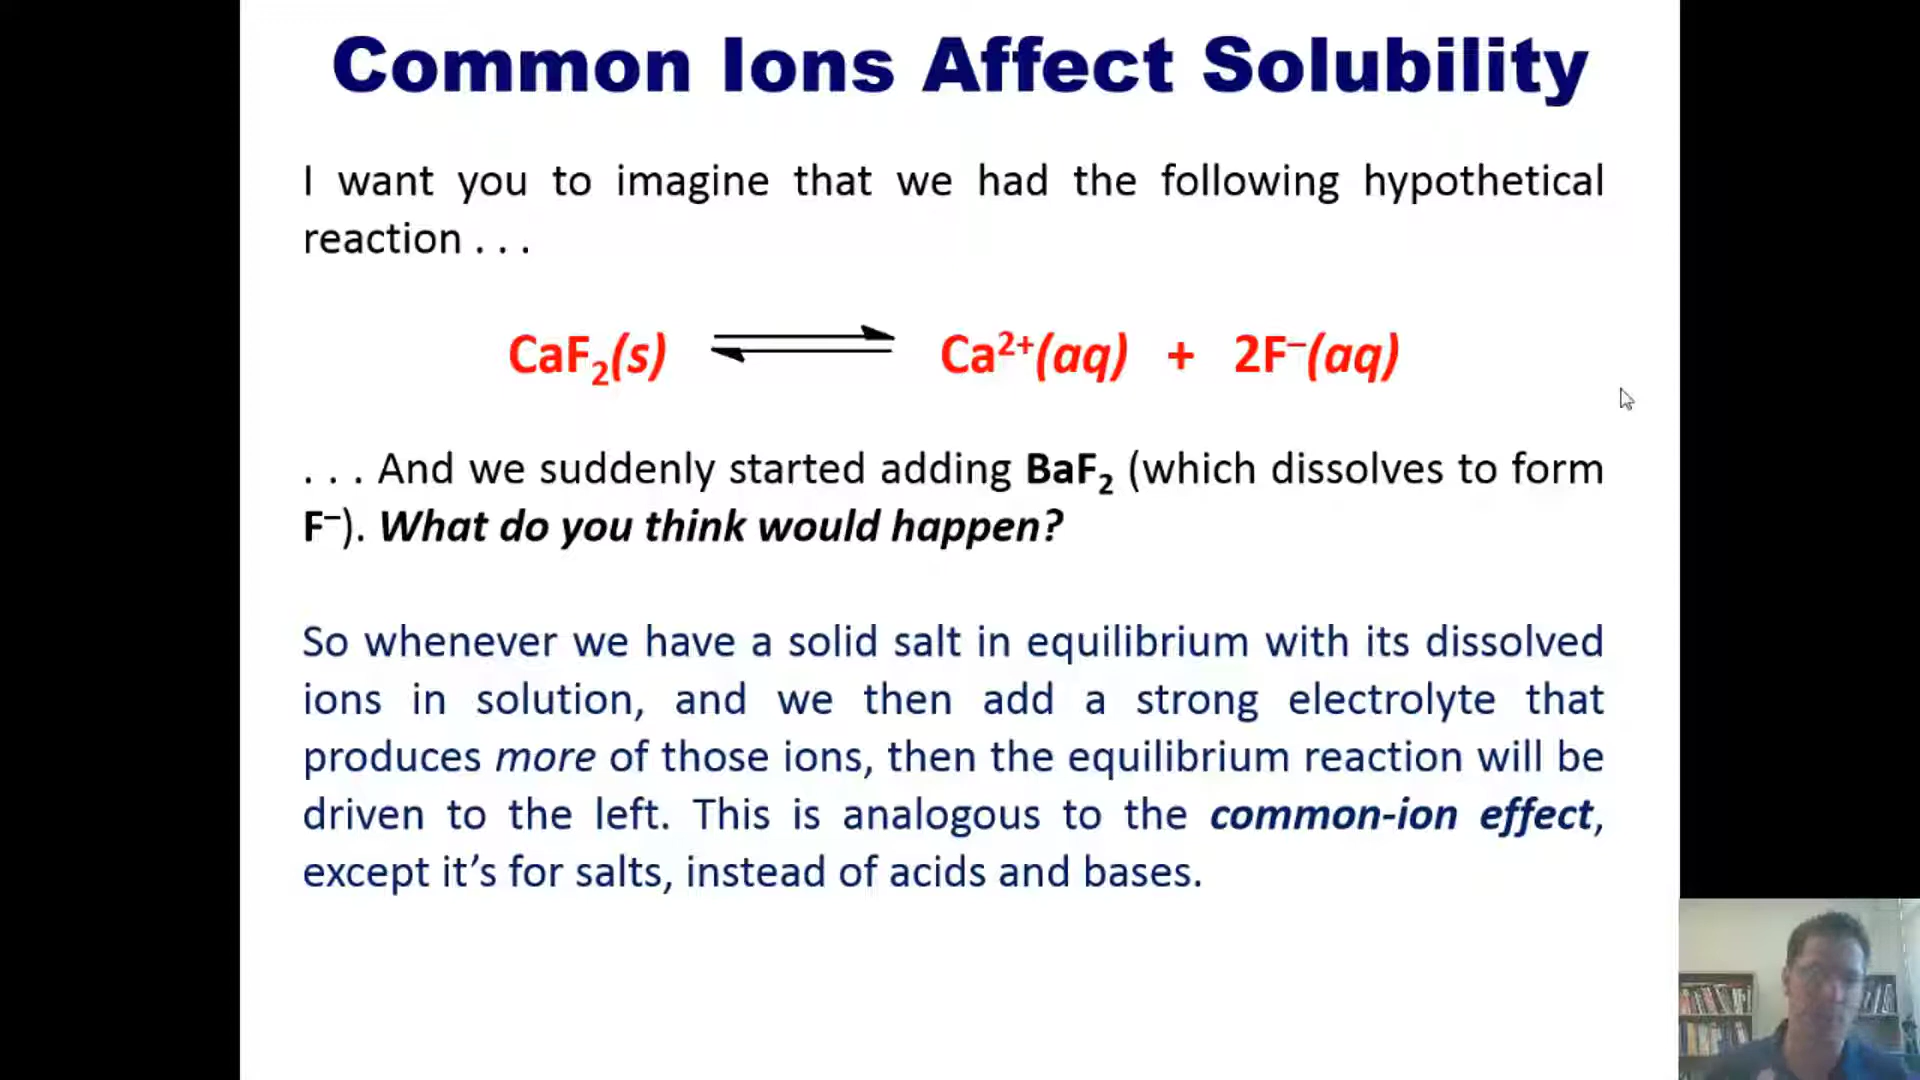 Common Ions Affect Solubility
I want you to imagine that we had the following hypothetical
reaction . . .
CaF₂(s) ⇌ Ca²⁺(aq) + 2F⁻(aq)
. . . And we suddenly started adding BaF₂ (which dissolves to form
F⁻). What do you think would happen?
So whenever we have a solid salt in equilibrium with its dissolved
ions in solution, and we then add a strong electrolyte that
produces more of those ions, then the equilibrium reaction will be
driven to the left. This is analogous to the common-ion effect,
except it’s for salts, instead of acids and bases.